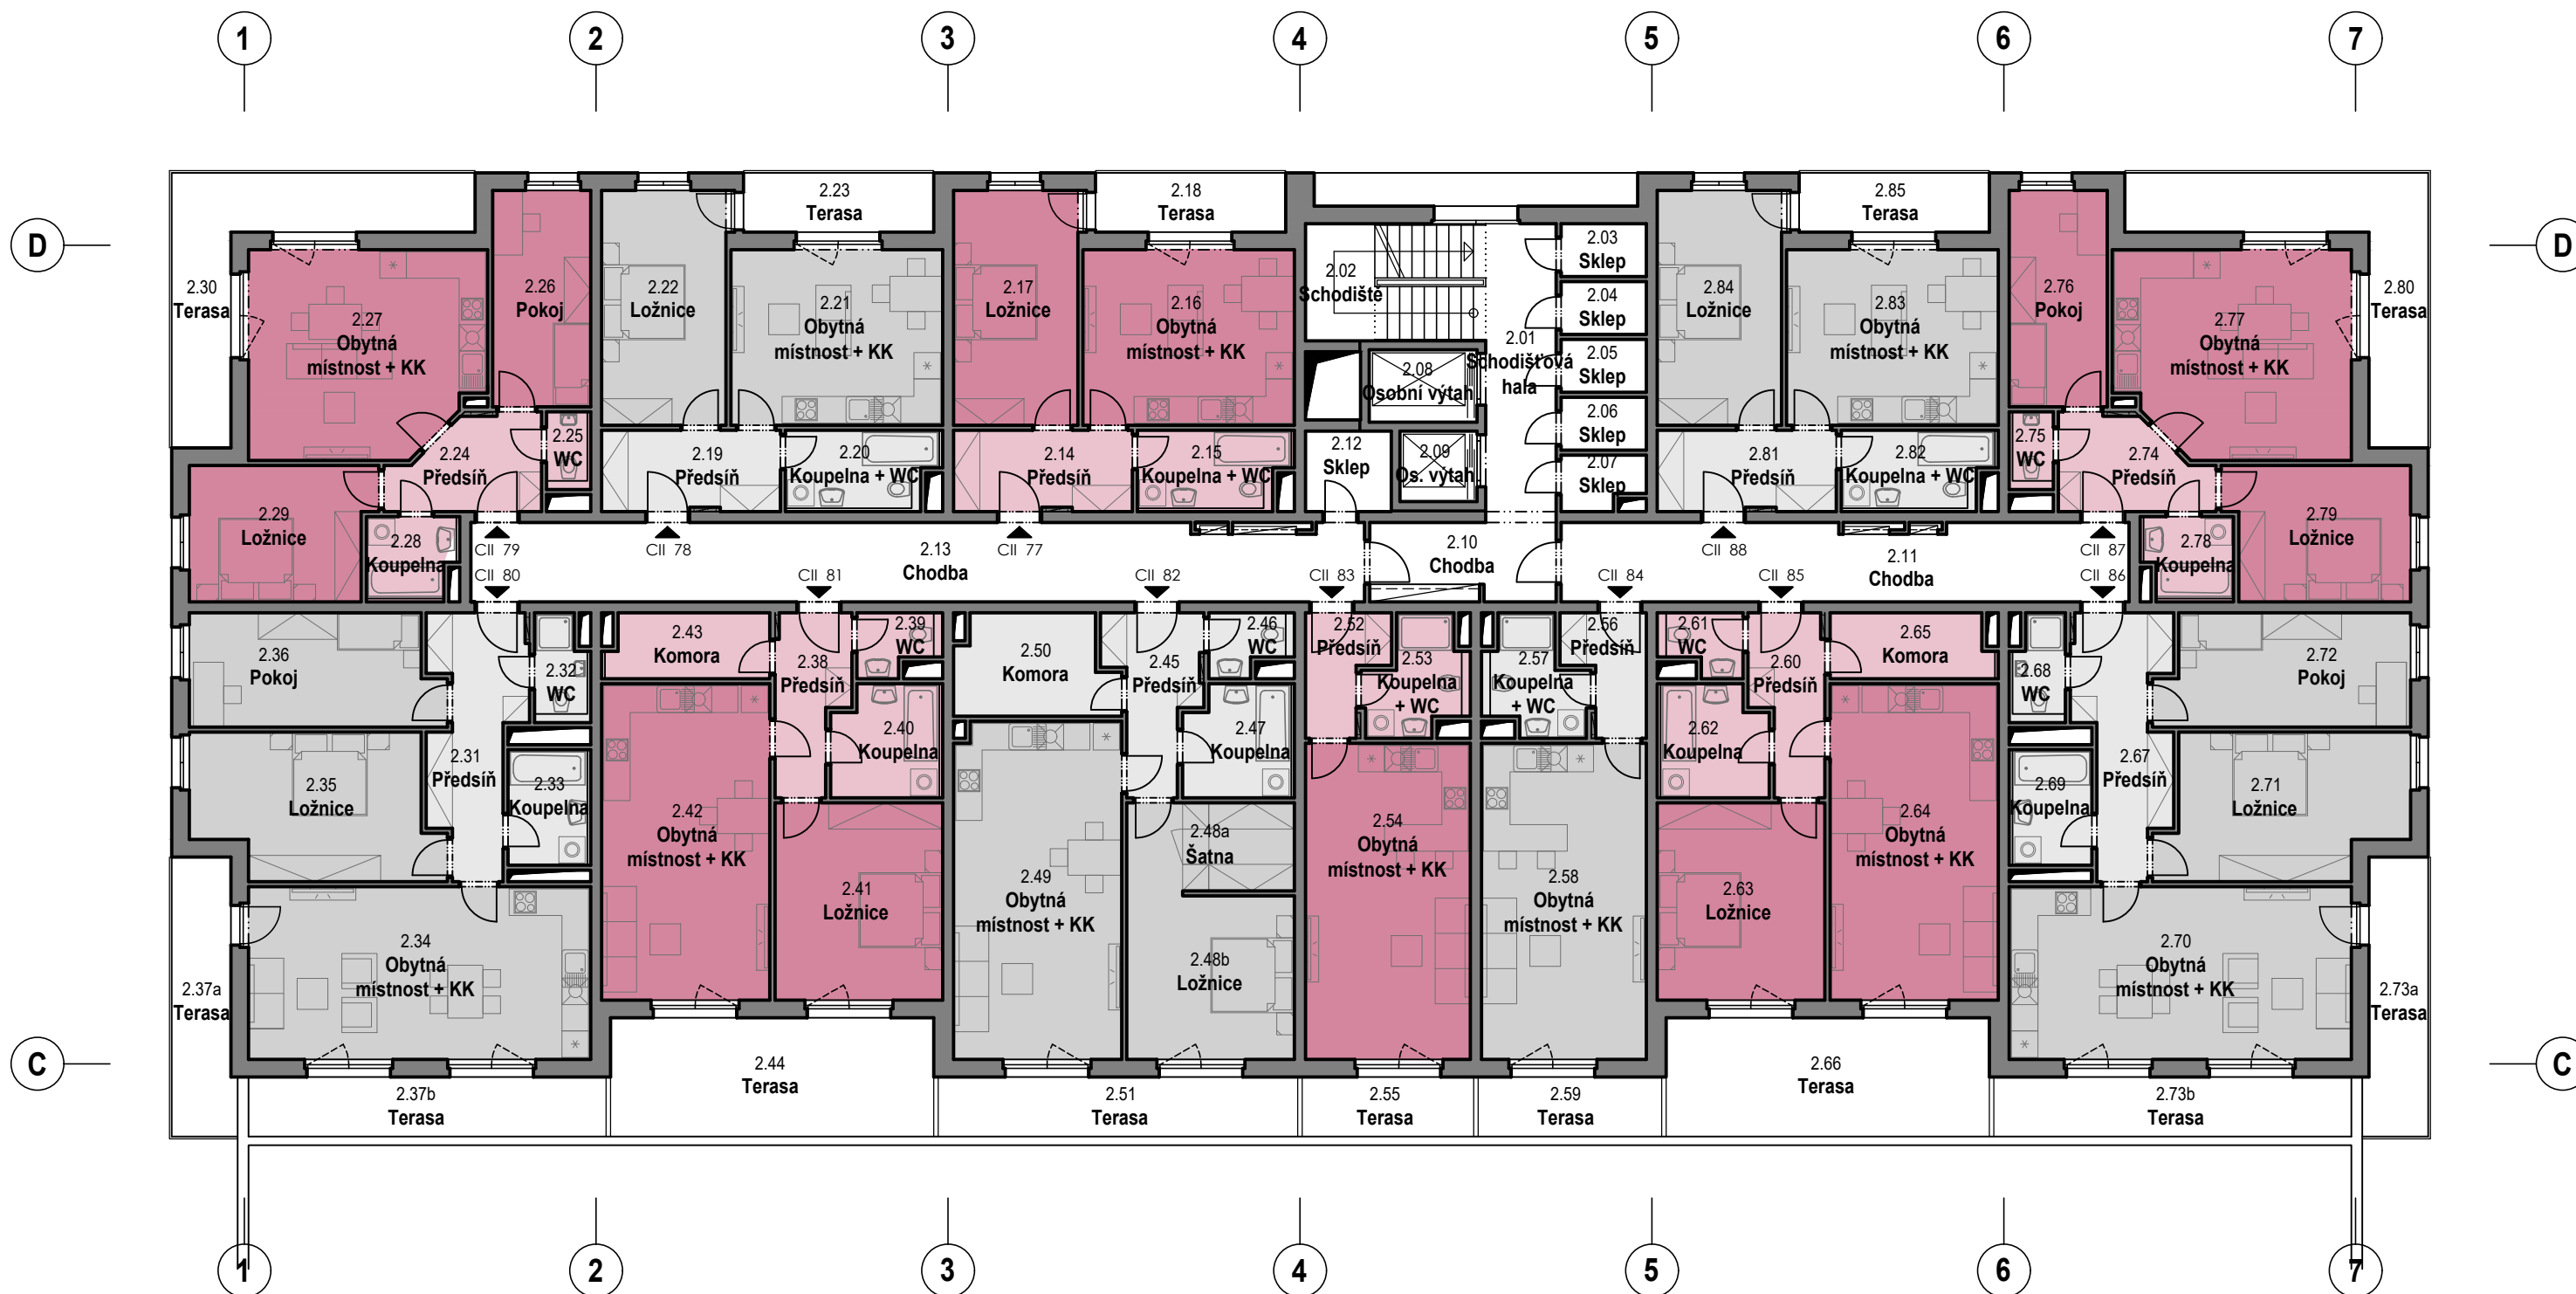 1
2
3
4
5
6
7
D
D
2.30
Terasa
2.27
Obytná
místnost + KK
2.26
Pokoj
2.22
Ložnice
2.23
Terasa
2.21
Obytná
místnost + KK
2.17
Ložnice
2.18
Terasa
2.16
Obytná
místnost + KK
2.02
Schodiště
2.01
Schodišťová
hala
2.03
Sklep
2.04
Sklep
2.05
Sklep
2.06
Sklep
2.07
Sklep
2.08
Osobní výtah
2.09
Os. výtah
2.12
Sklep
2.84
Ložnice
2.85
Terasa
2.83
Obytná
místnost + KK
2.76
Pokoj
2.77
Obytná
místnost + KK
2.80
Terasa
2.24
Předsíň
2.25
WC
2.19
Předsíň
2.20
Koupelna + WC
2.14
Předsíň
2.15
Koupelna + WC
2.81
Předsíň
2.82
Koupelna + WC
2.75
WC
2.74
Předsíň
2.29
Ložnice
2.28
Koupelna
2.78
Koupelna
2.79
Ložnice
CII 79
CII 78
CII 77
CII 88
CII 87
2.13
Chodba
2.10
Chodba
2.11
Chodba
CII 80
CII 81
CII 82
CII 83
CII 84
CII 85
CII 86
2.36
Pokoj
2.32
WC
2.43
Komora
2.38
Předsíň
2.39
WC
2.50
Komora
2.45
Předsíň
2.46
WC
2.52
Předsíň
2.53
Koupelna
+ WC
2.57
Koupelna
+ WC
2.56
Předsíň
2.61
WC
2.60
Předsíň
2.65
Komora
2.68
WC
2.72
Pokoj
2.35
Ložnice
2.31
Předsíň
2.33
Koupelna
2.42
Obytná
místnost + KK
2.40
Koupelna
2.41
Ložnice
2.49
Obytná
místnost + KK
2.47
Koupelna
2.48a
Šatna
2.48b
Ložnice
2.54
Obytná
místnost + KK
2.58
Obytná
místnost + KK
2.62
Koupelna
2.63
Ložnice
2.64
Obytná
místnost + KK
2.69
Koupelna
2.67
Předsíň
2.71
Ložnice
2.37a
Terasa
2.34
Obytná
místnost + KK
2.70
Obytná
místnost + KK
2.73a
Terasa
C
C
2.37b
Terasa
2.44
Terasa
2.51
Terasa
2.55
Terasa
2.59
Terasa
2.66
Terasa
2.73b
Terasa
1
2
3
4
5
6
7